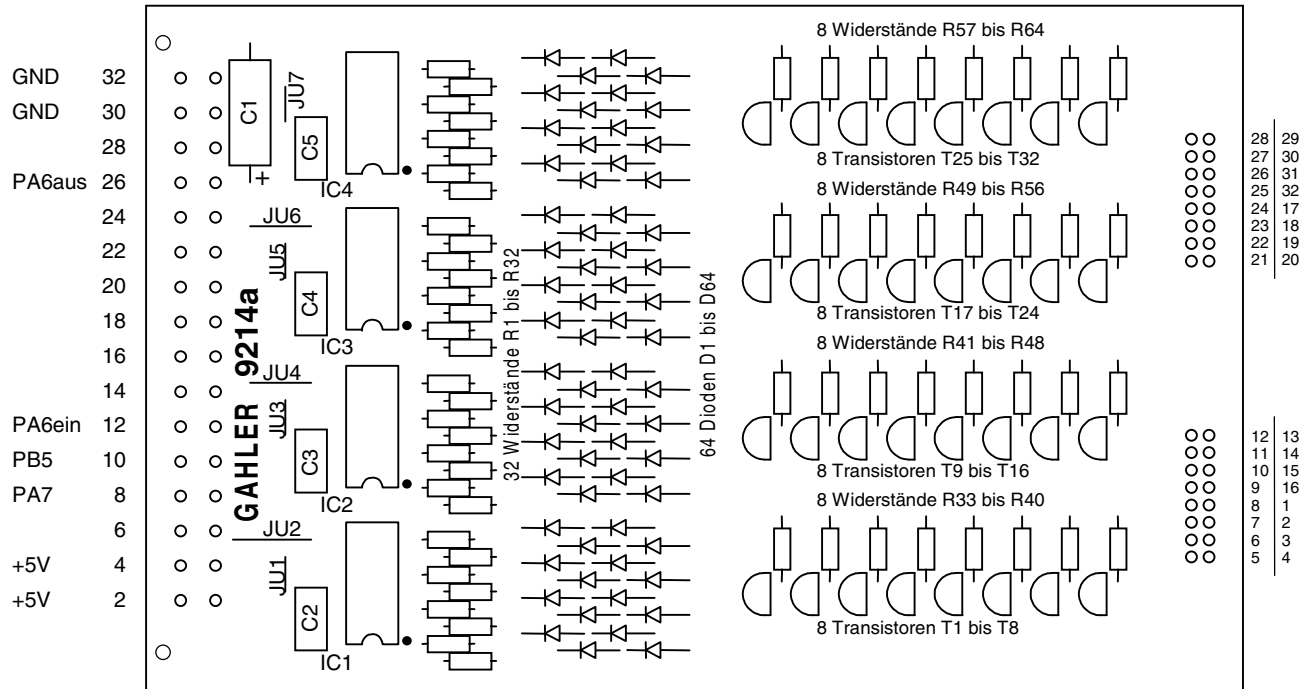 GND 32
GND 30
28
PA6aus 26
24
22
20
18
16
14
PA6ein 12
PB5 10
PA7 8
6
+5V 4
+5V 2
GAHLER 9214a
C1
+
JU7
C5
IC4
JU6
JU5
C4
IC3
JU4
JU3
C3
IC2
JU2
JU1
C2
IC1
32 Widerstände R1 bis R32
64 Dioden D1 bis D64
8 Widerstände R57 bis R64
8 Transistoren T25 bis T32
8 Widerstände R49 bis R56
8 Transistoren T17 bis T24
8 Widerstände R41 bis R48
8 Transistoren T9 bis T16
8 Widerstände R33 bis R40
8 Transistoren T1 bis T8
28 29
27 30
26 31
25 32
24 17
23 18
22 19
21 20
12 13
11 14
10 15
9 16
8 1
7 2
6 3
5 4